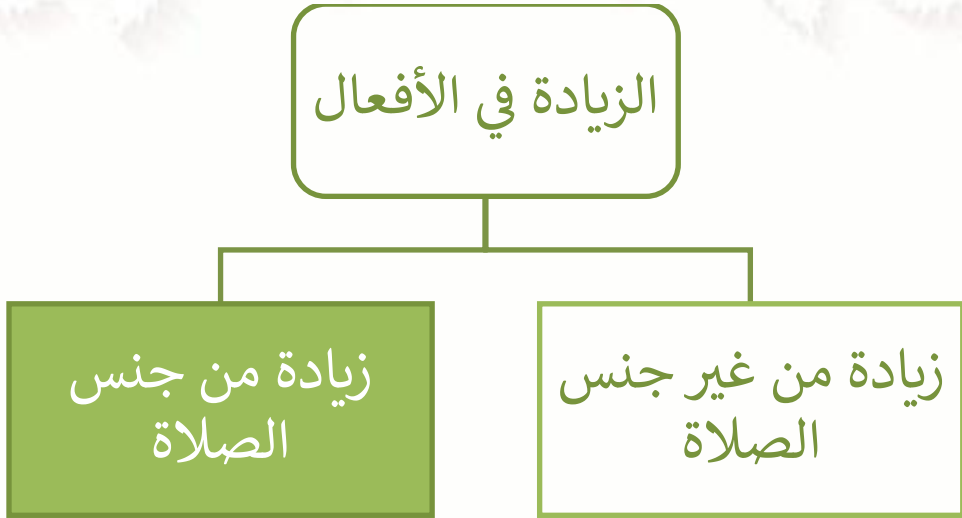 الزيادة في الأفعال
زيادة من غير جنس
الصلاة
زيادة من جنس
الصلاة